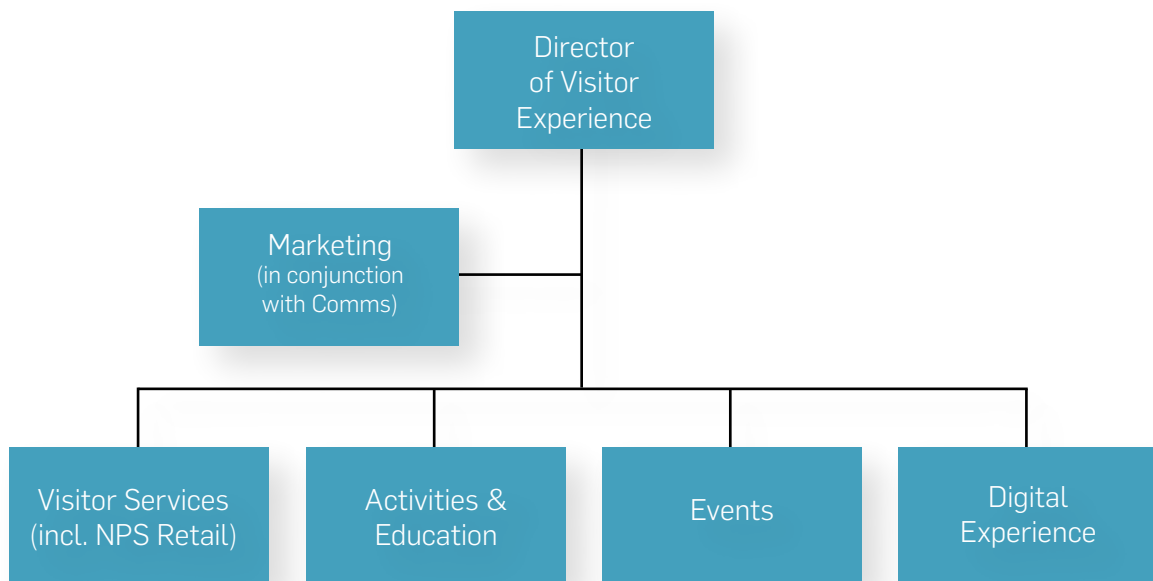 Director
of Visitor
Experience
Marketing
(in conjunction
with Comms)
Visitor Services
(incl. NPS Retail)
Activities &
Education
Events
Digital
Experience